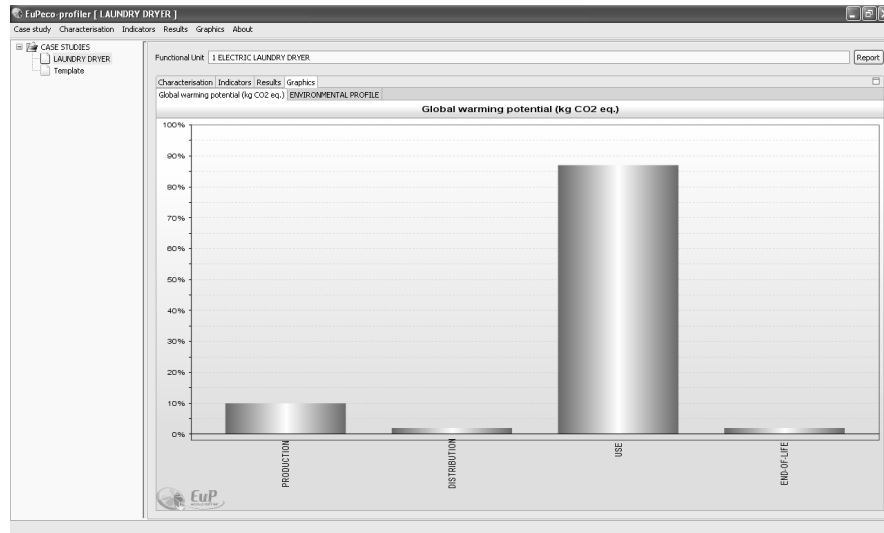 EuPeco-profiler [ LAUNDRY DRYER ]
Case study Characterisation Indicators Results Graphics About
CASE STUDIES
LAUNDRY DRYER
Template
Functional Unit 1 ELECTRIC LAUNDRY DRYER Report
Characterisation Indicators Results Graphics
Global warming potential (kg CO2 eq.) ENVIRONMENTAL PROFILE
Global warming potential (kg CO2 eq.)
100%
90%
80%
70%
60%
50%
40%
30%
20%
10%
0%
PRODUCTION
DISTRIBUTION
USE
END-OF-LIFE
EuP